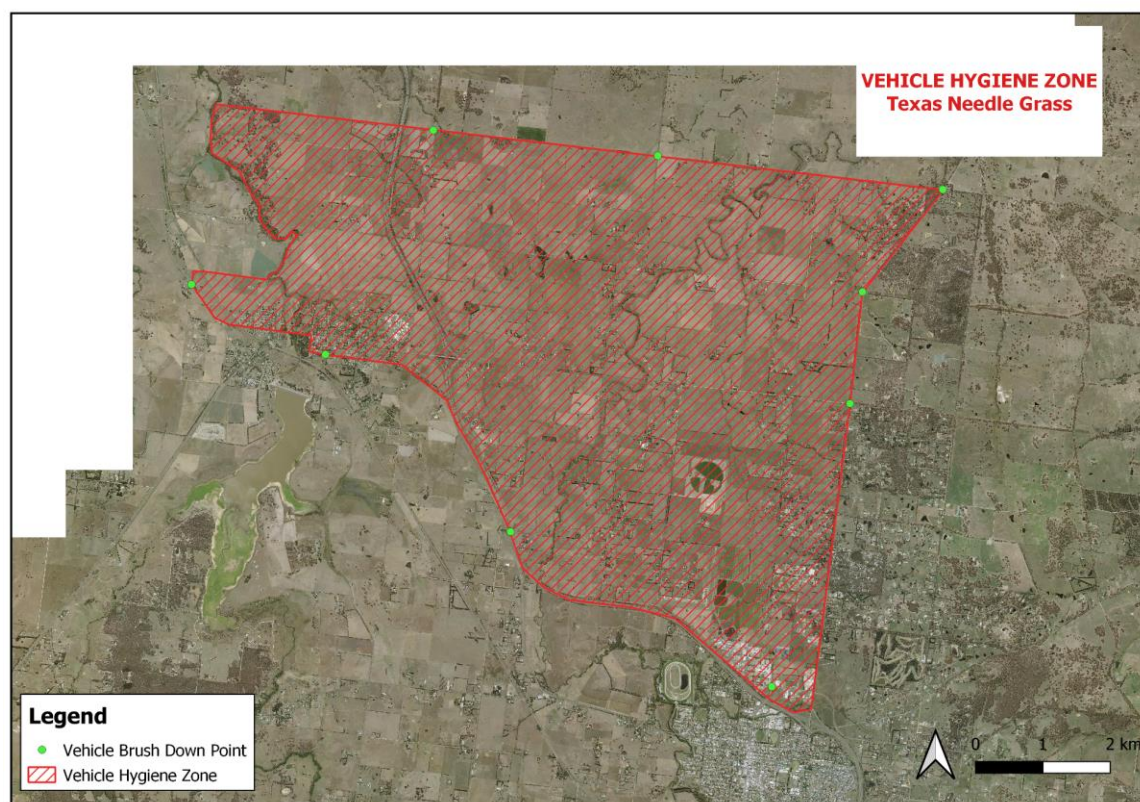 VEHICLE HYGIENE ZONE
Texas Needle Grass
Legend
Vehicle Brush Down Point
Vehicle Hygiene Zone
0 1 2 km